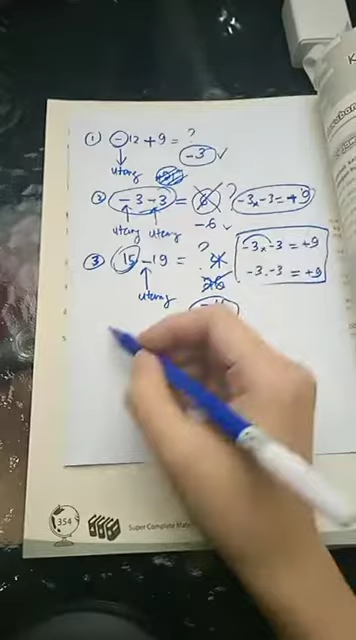 ① -12 + 9 = ?
-3 ✓
utang
② -3 -3 = 6 ? -3 x -3 = +9
-6 ✓
utang utang
③ 15 - 19 = ?
utang
-3 x -3 = +9
-3 . -3 = +9
354
Super Complete